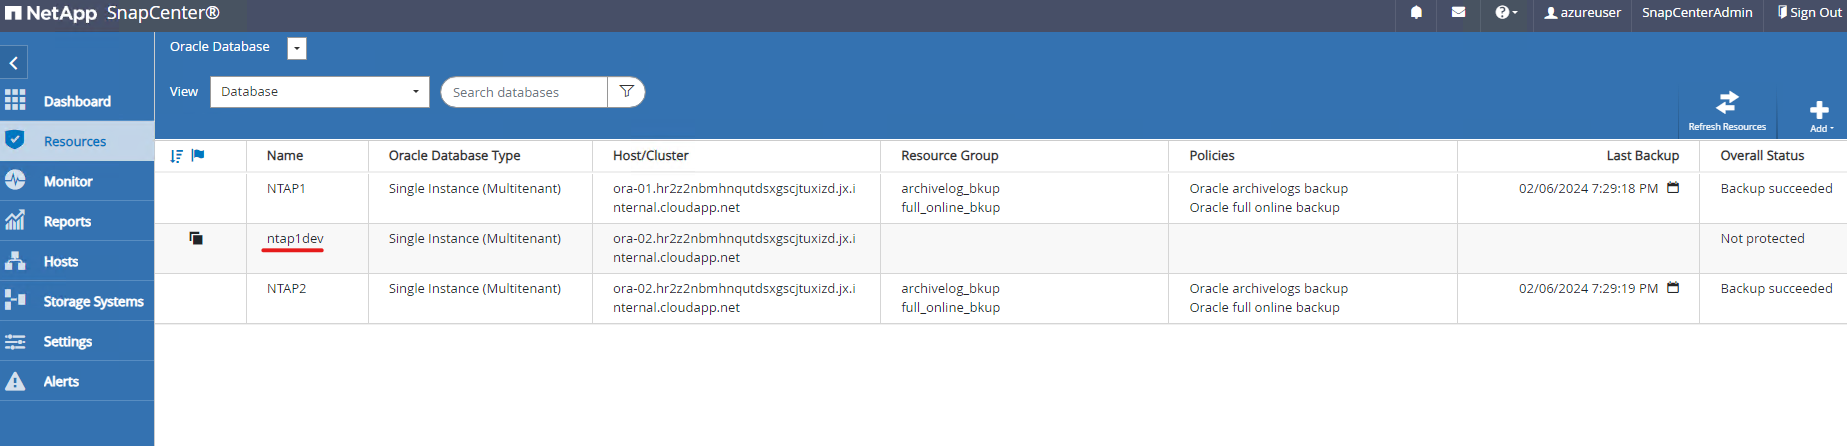 NetApp SnapCenter®
azureuser SnapCenterAdmin Sign Out
Oracle Database
View Database Search databases
Refresh Resources Add
Dashboard
Resources
Monitor
Reports
Hosts
Storage Systems
Settings
Alerts
Name Oracle Database Type Host/Cluster Resource Group Policies Last Backup Overall Status
NTAP1 Single Instance (Multitenant) ora-01.hr2z2nbmhnqutdsxgscjtuxizd.jx.i archivelog_bkup Oracle archivelogs backup 02/06/2024 7:29:18 PM Backup succeeded
nternal.cloudapp.net full_online_bkup Oracle full online backup
ntap1dev Single Instance (Multitenant) ora-02.hr2z2nbmhnqutdsxgscjtuxizd.jx.i Not protected
nternal.cloudapp.net
NTAP2 Single Instance (Multitenant) ora-02.hr2z2nbmhnqutdsxgscjtuxizd.jx.i archivelog_bkup Oracle archivelogs backup 02/06/2024 7:29:19 PM Backup succeeded
nternal.cloudapp.net full_online_bkup Oracle full online backup